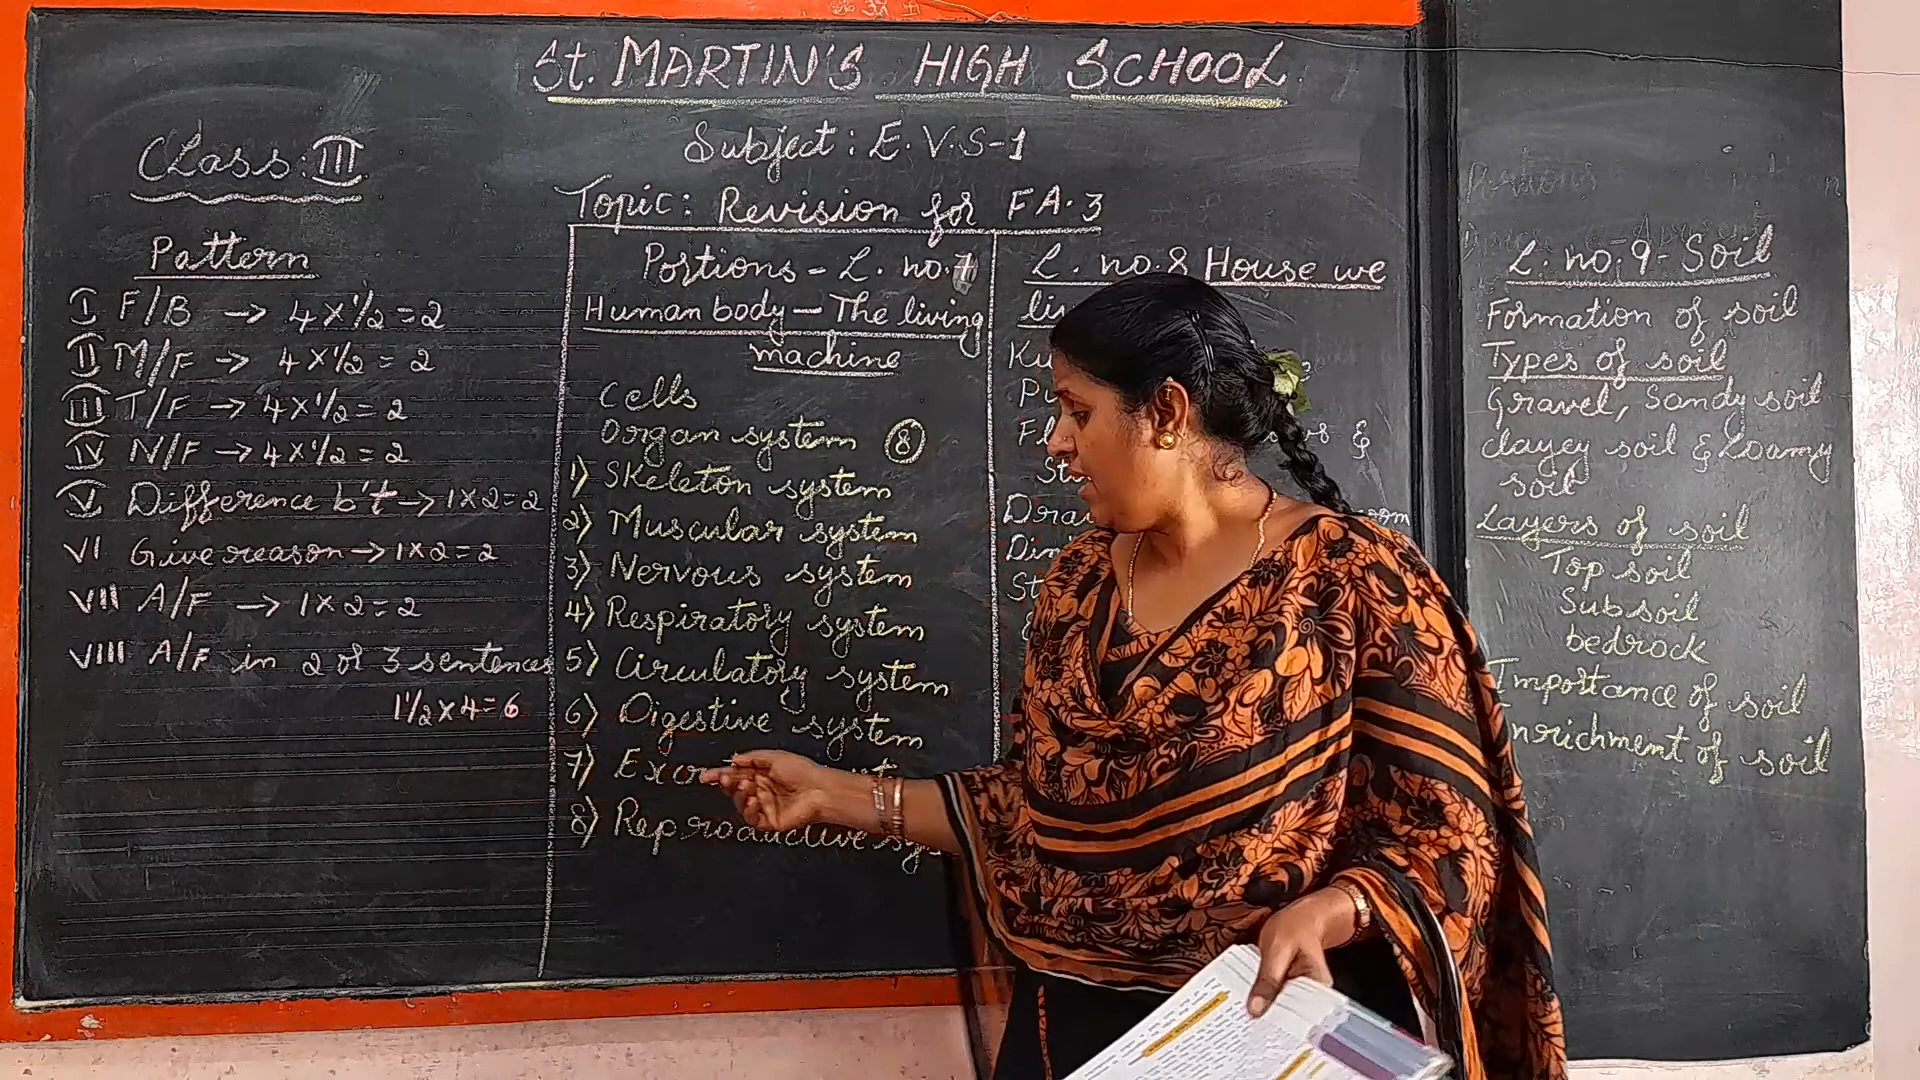 St. MARTIN'S HIGH SCHOOL.
Class: III
Subject: E.V.S-1
Topic: Revision for FA.3
Pattern
I F/B → 4 x 1/2 = 2
II M/F → 4 x 1/2 = 2
III T/F → 4 x 1/2 = 2
IV N/F → 4 x 1/2 = 2
V Difference b't → 1 x 2 = 2
VI Give reason → 1 x 2 = 2
VII A/F → 1 x 2 = 2
VIII A/F in 2 or 3 sentences
1 1/2 x 4 = 6
Portions - L. no. 7
Human body - The living
machine
Cells
Organ system 8
1) Skeleton system
2) Muscular system
3) Nervous system
4) Respiratory system
5) Circulatory system
6) Digestive system
7)
8) Reproductive
L. no. 8 House we
&
L. no. 9 - Soil
Formation of soil
Types of soil
Gravel, Sandy soil
clayey soil & Loamy
soil
Layers of soil
Top soil
Sub soil
bedrock
Importance of soil
Enrichment of soil